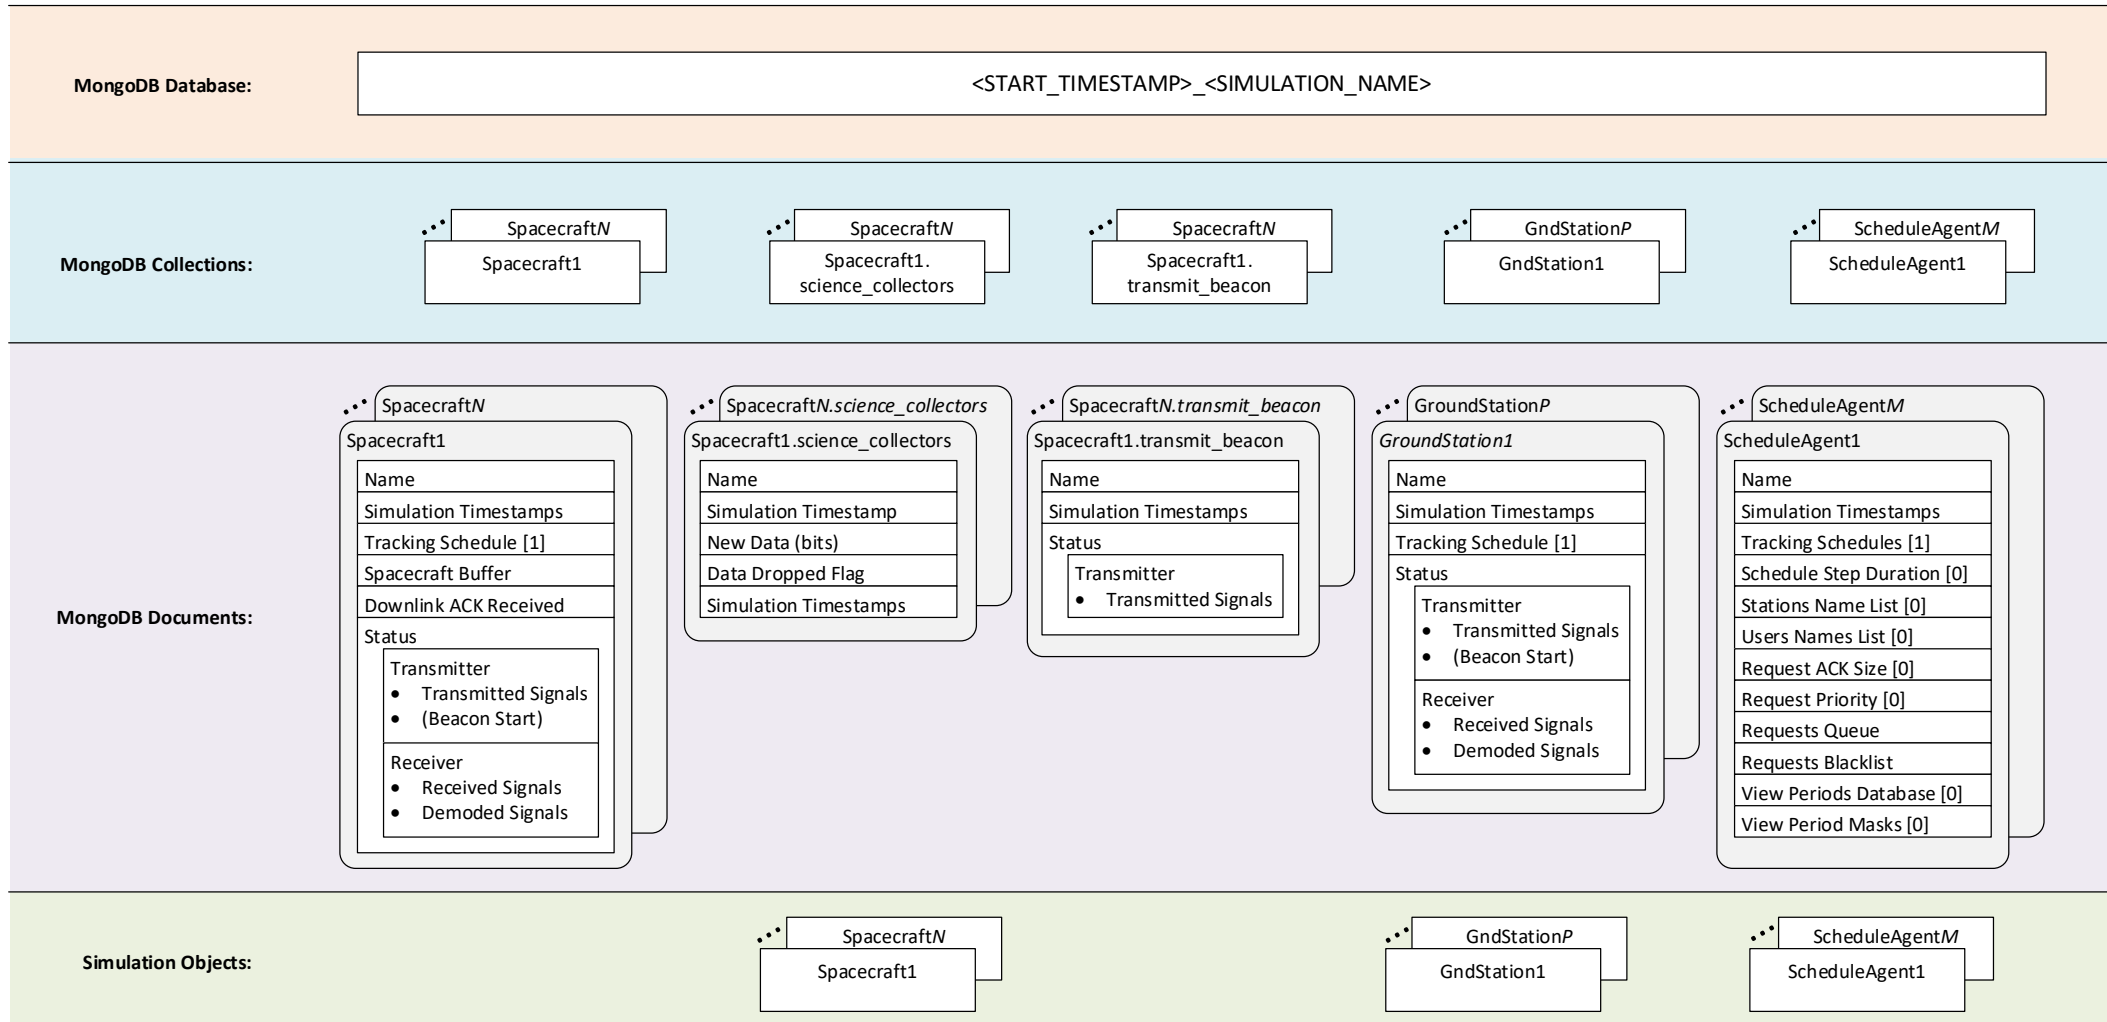 MongoDB Database:
<START_TIMESTAMP>_<SIMULATION_NAME>
MongoDB Collections:
SpacecraftN
Spacecraft1
SpacecraftN
Spacecraft1.
science_collectors
SpacecraftN
Spacecraft1.
transmit_beacon
GndStationP
GndStation1
ScheduleAgentM
ScheduleAgent1
MongoDB Documents:
SpacecraftN
Spacecraft1
Name
Simulation Timestamps
Tracking Schedule [1]
Spacecraft Buffer
Downlink ACK Received
Status
Transmitter
• Transmitted Signals
• (Beacon Start)
Receiver
• Received Signals
• Demoded Signals
SpacecraftN.science_collectors
Spacecraft1.science_collectors
Name
Simulation Timestamp
New Data (bits)
Data Dropped Flag
Simulation Timestamps
SpacecraftN.transmit_beacon
Spacecraft1.transmit_beacon
Name
Simulation Timestamps
Status
Transmitter
• Transmitted Signals
GroundStationP
GroundStation1
Name
Simulation Timestamps
Tracking Schedule [1]
Status
Transmitter
• Transmitted Signals
• (Beacon Start)
Receiver
• Received Signals
• Demoded Signals
ScheduleAgentM
ScheduleAgent1
Name
Simulation Timestamps
Tracking Schedules [1]
Schedule Step Duration [0]
Stations Name List [0]
Users Names List [0]
Request ACK Size [0]
Request Priority [0]
Requests Queue
Requests Blacklist
View Periods Database [0]
View Period Masks [0]
Simulation Objects:
SpacecraftN
Spacecraft1
GndStationP
GndStation1
ScheduleAgentM
ScheduleAgent1